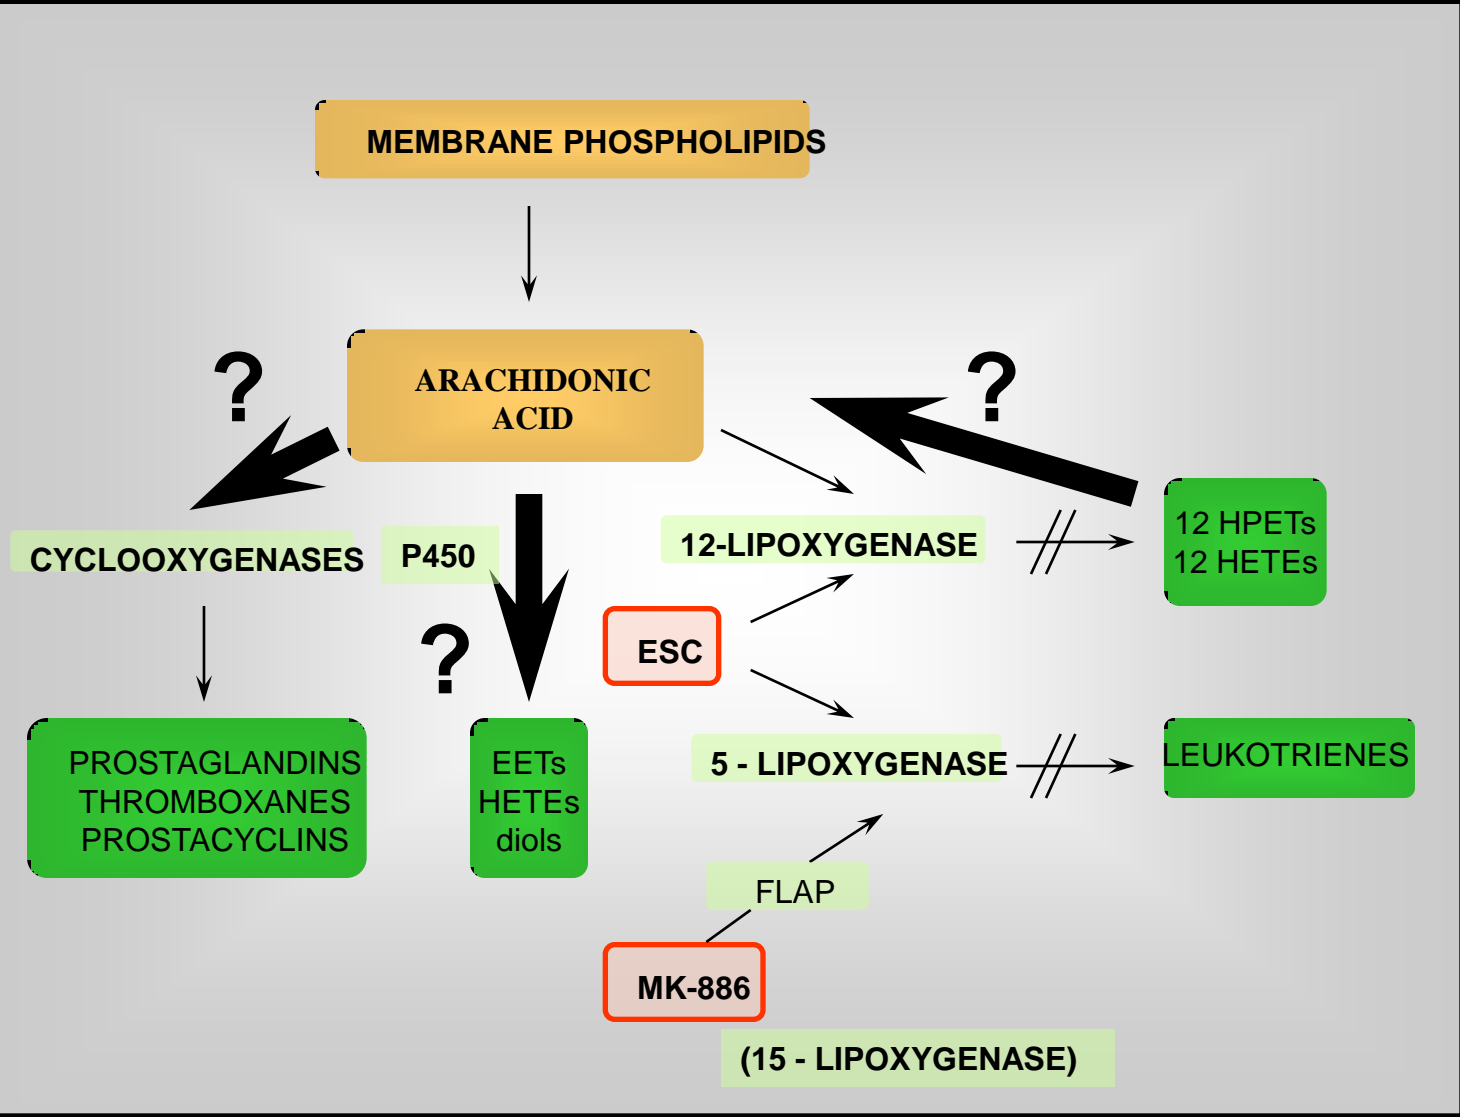 MEMBRANE PHOSPHOLIPIDS
?
ARACHIDONIC
ACID
?
CYCLOOXYGENASES
P450
12-LIPOXYGENASE
12 HPETs
12 HETEs
?
ESC
PROSTAGLANDINS
THROMBOXANES
PROSTACYCLINS
EETs
HETEs
diols
5 - LIPOXYGENASE
LEUKOTRIENES
FLAP
MK-886
(15 - LIPOXYGENASE)